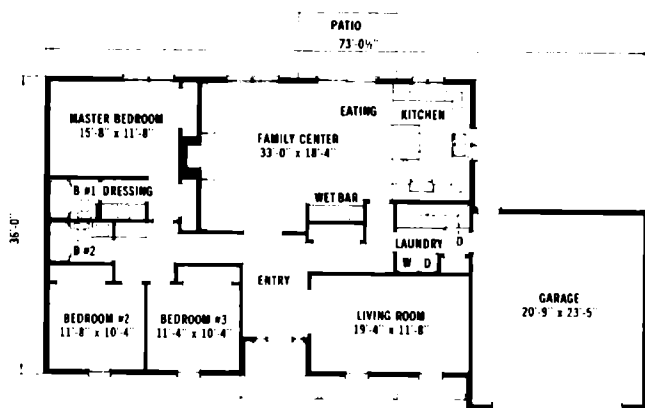 PATIO
73'-0½"
MASTER BEDROOM
15'-8" x 11'-8"
EATING
KITCHEN
FAMILY CENTER
33'-0" x 18'-4"
B #1 DRESSING
WET BAR
36'-0"
B #2
LAUNDRY
W D
ENTRY
BEDROOM #2
11'-8" x 10'-4"
BEDROOM #3
11'-4" x 10'-4"
LIVING ROOM
19'-4" x 11'-8"
GARAGE
20'-9" x 23'-5"